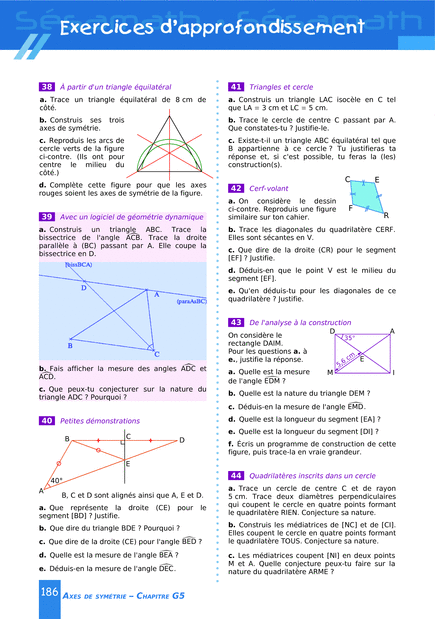 Exercices d'approfondissement
38 À partir d'un triangle équilatéral
a. Trace un triangle équilatéral de 8 cm de
côté.
b. Construis ses trois
axes de symétrie.
c. Reproduis les arcs de
cercle verts de la figure
ci-contre. (Ils ont pour
centre le milieu du
côté.)
d. Complète cette figure pour que les axes
rouges soient les axes de symétrie de la figure.
39 Avec un logiciel de géométrie dynamique
a. Construis un triangle ABC. Trace la
bissectrice de l'angle ACB. Trace la droite
parallèle à (BC) passant par A. Elle coupe la
bissectrice en D.
(bissBCA)
D
A
(paraAsBC)
B
C
b. Fais afficher la mesure des angles ADC et
ACD.
c. Que peux-tu conjecturer sur la nature du
triangle ADC ? Pourquoi ?
40 Petites démonstrations
B
C
D
E
A
40°
B, C et D sont alignés ainsi que A, E et D.
a. Que représente la droite (CE) pour le
segment [BD] ? Justifie.
b. Que dire du triangle BDE ? Pourquoi ?
c. Que dire de la droite (CE) pour l'angle BED ?
d. Quelle est la mesure de l'angle BEA ?
e. Déduis-en la mesure de l'angle DEC.
41 Triangles et cercle
a. Construis un triangle LAC isocèle en C tel
que LA = 3 cm et LC = 5 cm.
b. Trace le cercle de centre C passant par A.
Que constates-tu ? Justifie-le.
c. Existe-t-il un triangle ABC équilatéral tel que
B appartienne à ce cercle ? Tu justifieras ta
réponse et, si c'est possible, tu feras la (les)
construction(s).
42 Cerf-volant
a. On considère le dessin
ci-contre. Reproduis une figure
similaire sur ton cahier.
C
E
F
R
b. Trace les diagonales du quadrilatère CERF.
Elles sont sécantes en V.
c. Que dire de la droite (CR) pour le segment
[EF] ? Justifie.
d. Déduis-en que le point V est le milieu du
segment [EF].
e. Qu'en déduis-tu pour les diagonales de ce
quadrilatère ? Justifie.
43 De l'analyse à la construction
On considère le
rectangle DAIM.
Pour les questions a. à
e., justifie la réponse.
a. Quelle est la mesure
de l'angle EDM ?
D
A
35°
5,6 cm
E
M
I
b. Quelle est la nature du triangle DEM ?
c. Déduis-en la mesure de l'angle EMD.
d. Quelle est la longueur du segment [EA] ?
e. Quelle est la longueur du segment [DI] ?
f. Écris un programme de construction de cette
figure, puis trace-la en vraie grandeur.
44 Quadrilatères inscrits dans un cercle
a. Trace un cercle de centre C et de rayon
5 cm. Trace deux diamètres perpendiculaires
qui coupent le cercle en quatre points formant
le quadrilatère RIEN. Conjecture sa nature.
b. Construis les médiatrices de [NC] et de [CI].
Elles coupent le cercle en quatre points formant
le quadrilatère TOUS. Conjecture sa nature.
c. Les médiatrices coupent [NI] en deux points
M et A. Quelle conjecture peux-tu faire sur la
nature du quadrilatère ARME ?
186 AXES DE SYMETRIE – CHAPITRE G5